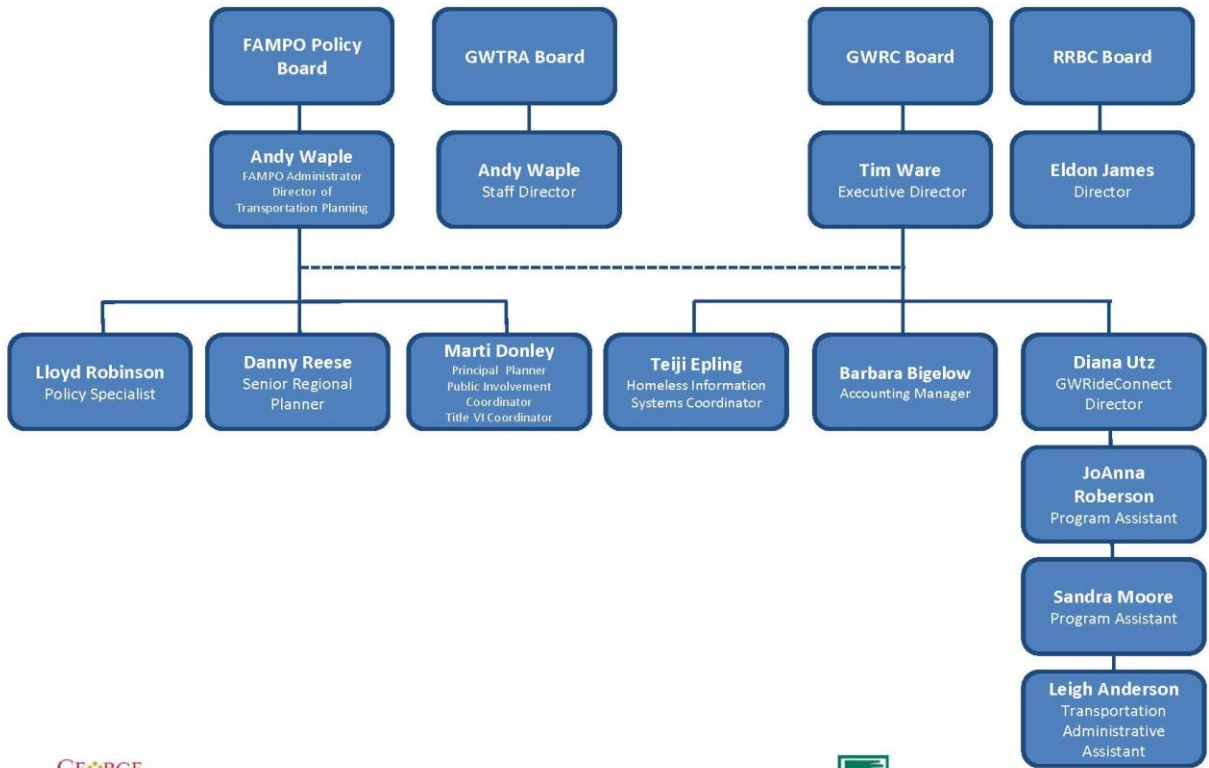 FAMPO Policy
Board
GWTRA Board
GWRC Board
RRBC Board
Andy Waple
FAMPO Administrator
Director of
Transportation Planning
Andy Waple
Staff Director
Tim Ware
Executive Director
Eldon James
Director
Lloyd Robinson
Policy Specialist
Danny Reese
Senior Regional
Planner
Marti Donley
Principal Planner
Public Involvement
Coordinator
Title VI Coordinator
Teiji Epling
Homeless Information
Systems Coordinator
Barbara Bigelow
Accounting Manager
Diana Utz
GWRideConnect
Director
JoAnna
Roberson
Program Assistant
Sandra Moore
Program Assistant
Leigh Anderson
Transportation
Administrative
Assistant